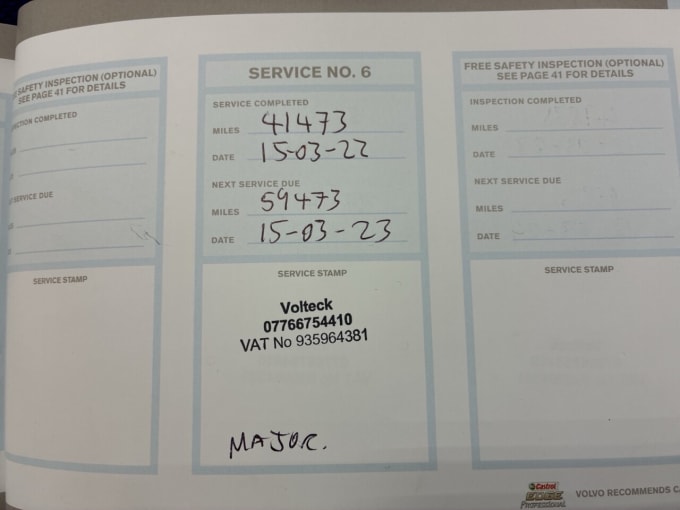 SAFETY INSPECTION (OPTIONAL)
SEE PAGE 41 FOR DETAILS
COMPLETED
SERVICE DUE
SERVICE STAMP
SERVICE NO. 6
SERVICE COMPLETED
MILES 41473
DATE 15-03-22
NEXT SERVICE DUE
MILES 59473
DATE 15-03-23
SERVICE STAMP
Volteck
07766754410
VAT No 935964381
MAJOR.
FREE SAFETY INSPECTION (OPTIONAL)
SEE PAGE 41 FOR DETAILS
INSPECTION COMPLETED
MILES
DATE
NEXT SERVICE DUE
MILES
DATE
SERVICE STAMP
Castrol
EDGE
PROFESSIONAL
VOLVO RECOMMENDS